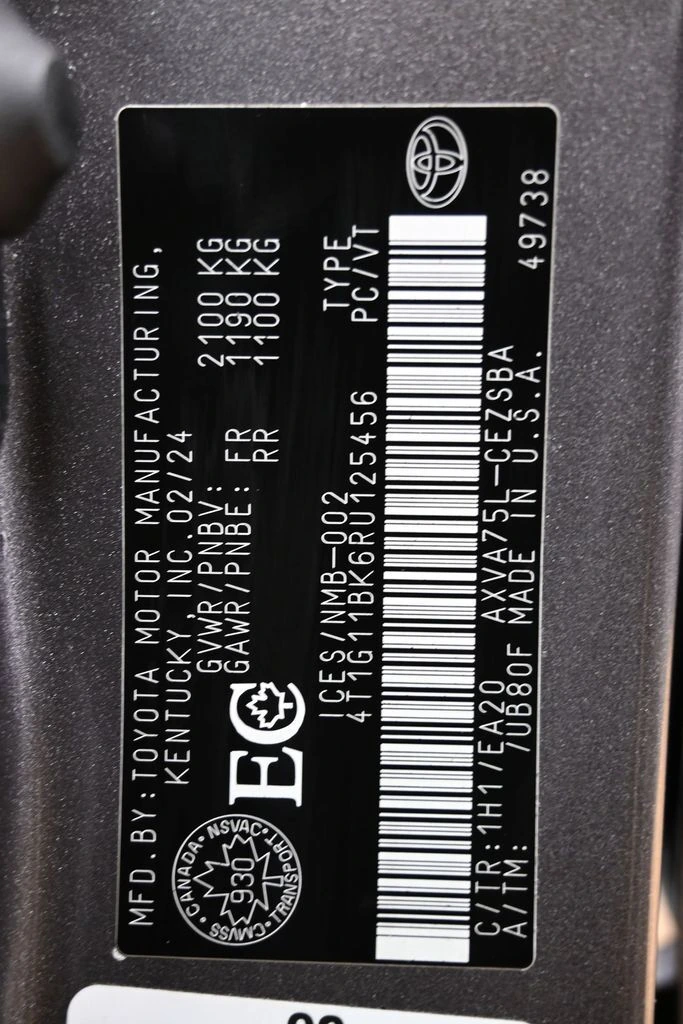 MFD.BY:TOYOTA MOTOR MANUFACTURING,
KENTUCKY,INC.02/24
GVWR/PNBV: 2100 KG
GAWR/PNBE: FR 1190 KG
RR 1100 KG
CANADA • NSVAC • TRANSPORT • CMVSS •
930
EC
ICES/NMB-002 TYPE
4T1G11BK6RU125456 PC/VT
C/TR:1H17/EA20 AXVA75L-CEZSBA
A/TM: /UB80F MADE IN U.S.A. 49738